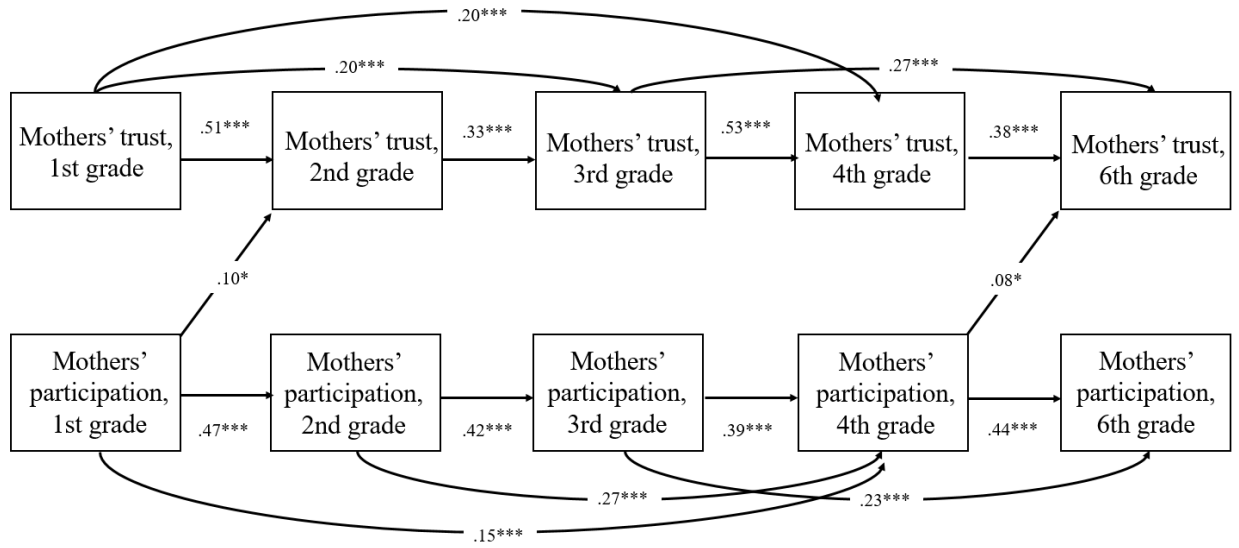 .20***
.20***
.27***
Mothers’ trust,
1st grade
.51***
Mothers’ trust,
2nd grade
.33***
Mothers’ trust,
3rd grade
.53***
Mothers’ trust,
4th grade
.38***
Mothers’ trust,
6th grade
.10*
.08*
Mothers’
participation,
1st grade
.47***
Mothers’
participation,
2nd grade
.42***
Mothers’
participation,
3rd grade
.39***
Mothers’
participation,
4th grade
.44***
Mothers’
participation,
6th grade
.27***
.23***
.15***